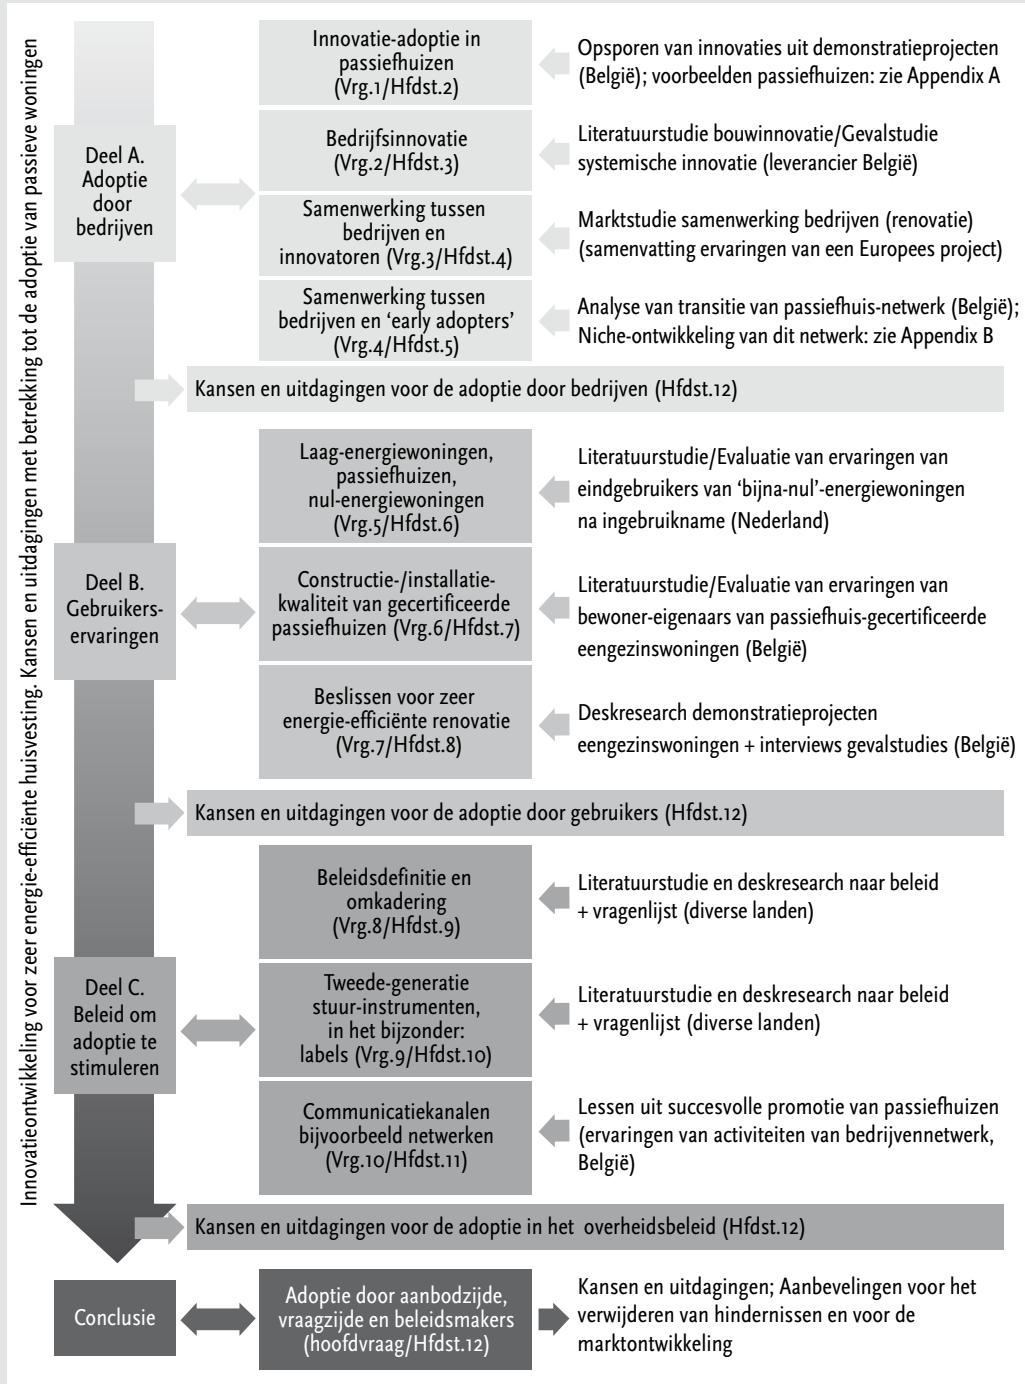 Innovatieontwikkeling voor zeer energie-efficiënte huisvesting. Kansen en uitdagingen met betrekking tot de adoptie van passieve woningen
Deel A.
Adoptie
door
bedrijven
Innovatie-adoptie in
passiefhuizen
(Vrg.1/Hfdst.2)
Opsporen van innovaties uit demonstratieprojecten
(België); voorbeelden passiefhuizen: zie Appendix A
Bedrijfsinnovatie
(Vrg.2/Hfdst.3)
Literatuurstudie bouwinnovatie/Gevalstudie
systemische innovatie (leverancier België)
Samenwerking tussen
bedrijven en
innovatoren (Vrg.3/Hfdst.4)
Marktstudie samenwerking bedrijven (renovatie)
(samenvatting ervaringen van een Europees project)
Samenwerking tussen
bedrijven en ‘early adopters’
(Vrg.4/Hfdst.5)
Analyse van transitie van passiefhuis-netwerk (België);
Niche-ontwikkeling van dit netwerk: zie Appendix B
Kansen en uitdagingen voor de adoptie door bedrijven (Hfdst.12)
Deel B.
Gebruikers-
ervaringen
Laag-energiewoningen,
passiefhuizen,
nul-energiewoningen
(Vrg.5/Hfdst.6)
Literatuurstudie/Evaluatie van ervaringen van
eindgebruikers van ‘bijna-nul’-energiewoningen
na ingebruikname (Nederland)
Constructie-/installatie-
kwaliteit van gecertificeerde
passiefhuizen (Vrg.6/Hfdst.7)
Literatuurstudie/Evaluatie van ervaringen van
bewoner-eigenaars van passiefhuis-gecertificeerde
eengezinswoningen (België)
Beslissen voor zeer
energie-efficiënte renovatie
(Vrg.7/Hfdst.8)
Deskresearch demonstratieprojecten
eengezinswoningen + interviews gevalstudies (België)
Kansen en uitdagingen voor de adoptie door gebruikers (Hfdst.12)
Deel C.
Beleid om
adoptie te
stimuleren
Beleidsdefinitie en
omkadering
(Vrg.8/Hfdst.9)
Literatuurstudie en deskresearch naar beleid
+ vragenlijst (diverse landen)
Tweede-generatie
stuur-instrumenten,
in het bijzonder:
labels (Vrg.9/Hfdst.10)
Literatuurstudie en deskresearch naar beleid
+ vragenlijst (diverse landen)
Communicatiekanalen
bijvoorbeeld netwerken
(Vrg.10/Hfdst.11)
Lessen uit succesvolle promotie van passiefhuizen
(ervaringen van activiteiten van bedrijvennetwerk,
België)
Kansen en uitdagingen voor de adoptie in het overheidsbeleid (Hfdst.12)
Conclusie
Adoptie door aanbodzijde,
vraagzijde en beleidsmakers
(hoofdvraag/Hfdst.12)
Kansen en uitdagingen; Aanbevelingen voor het
verwijderen van hindernissen en voor de
marktontwikkeling